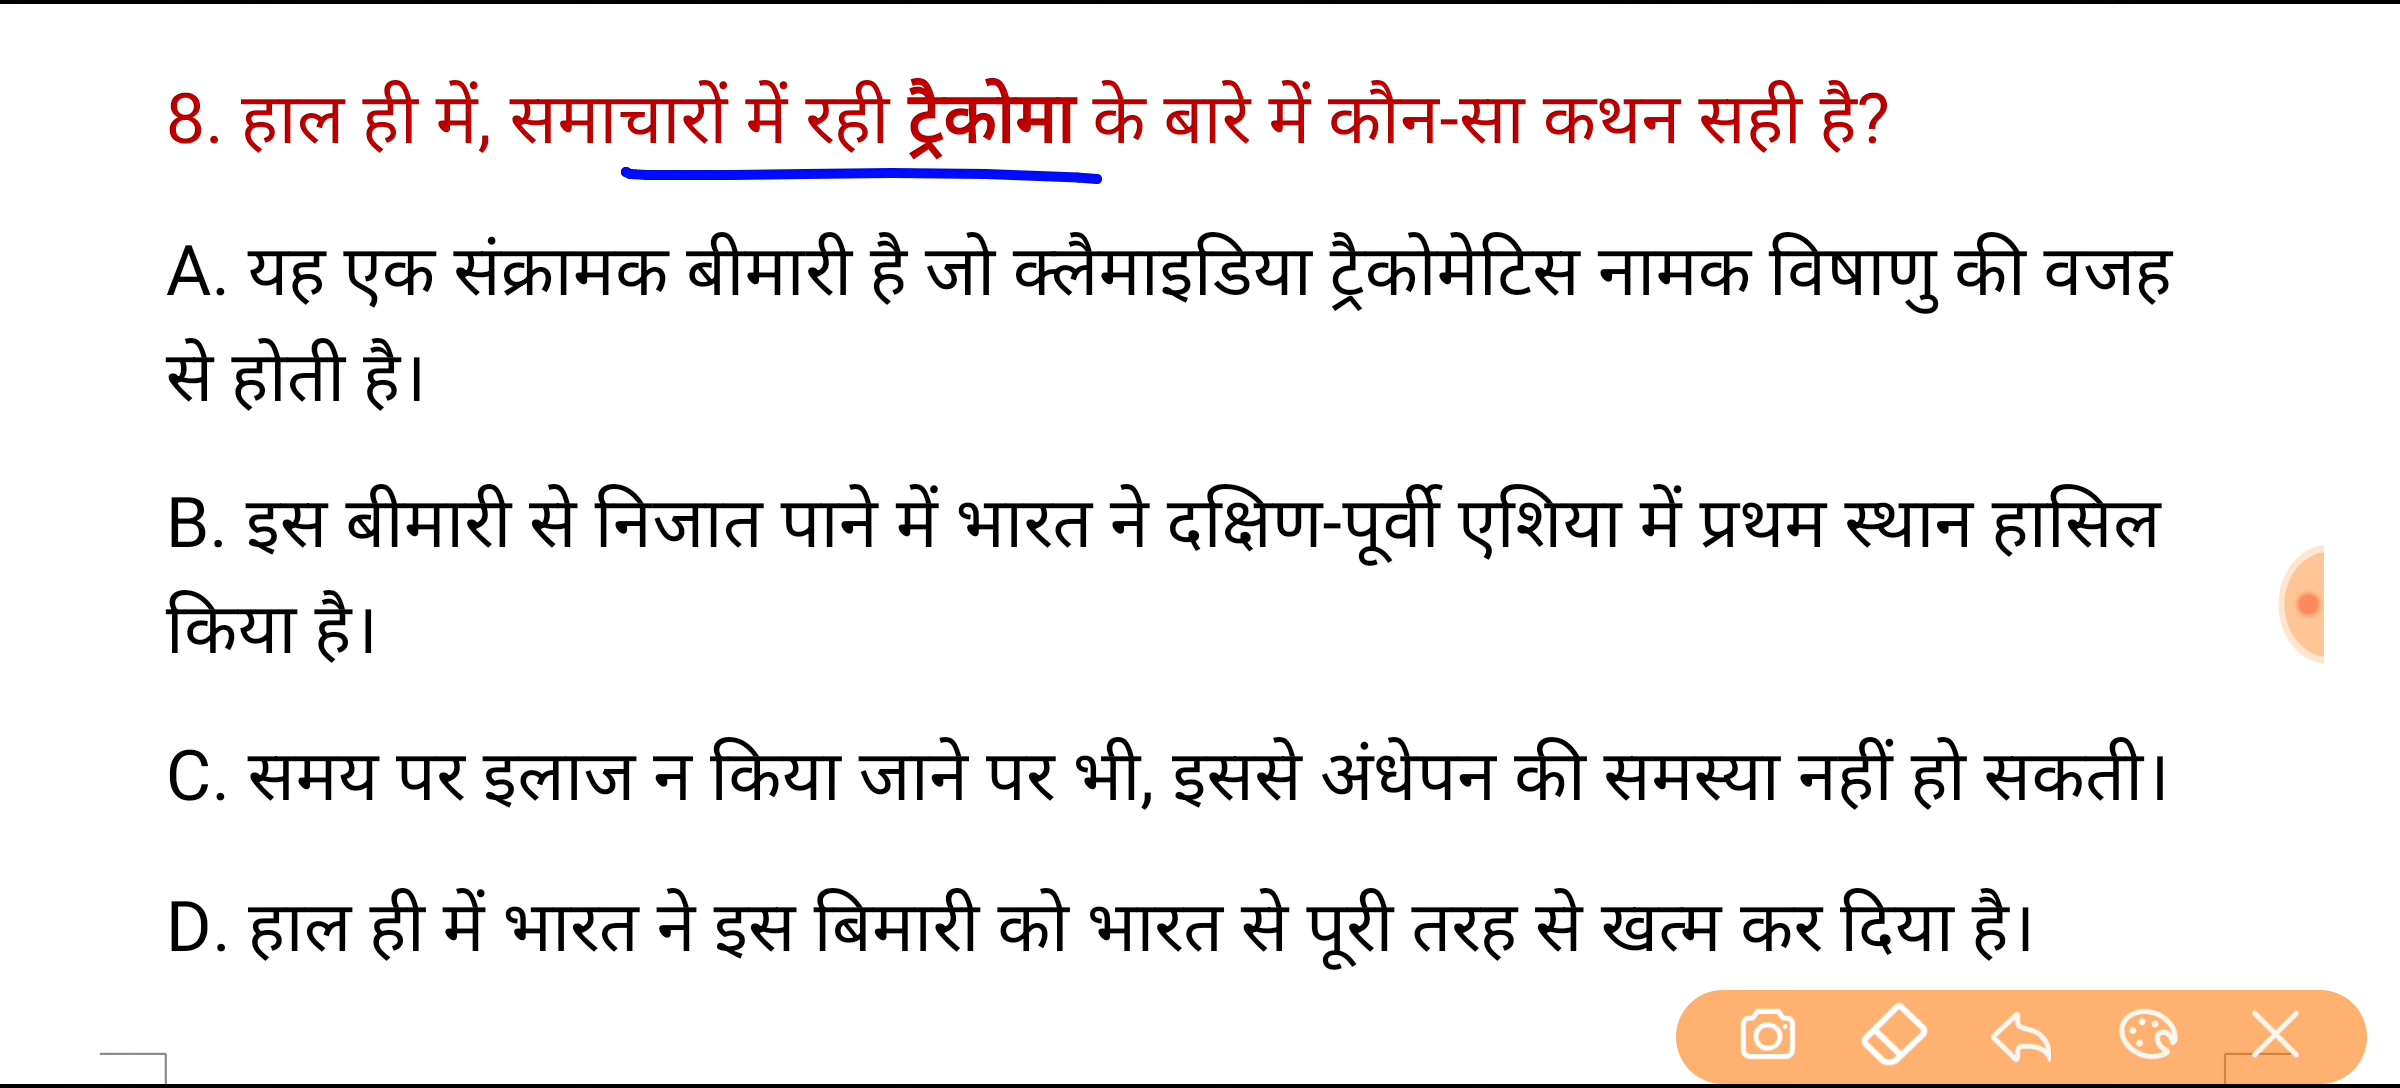 8. हाल ही में, समाचारों में रही ट्रैकोमा के बारे में कौन-सा कथन सही है?
A. यह एक संक्रामक बीमारी है जो क्लैमाइडिया ट्रैकोमेटिस नामक विषाणु की वजह
से होती है।
B. इस बीमारी से निजात पाने में भारत ने दक्षिण-पूर्वी एशिया में प्रथम स्थान हासिल
किया है।
C. समय पर इलाज न किया जाने पर भी, इससे अंधेपन की समस्या नहीं हो सकती।
D. हाल ही में भारत ने इस बिमारी को भारत से पूरी तरह से खत्म कर दिया है।